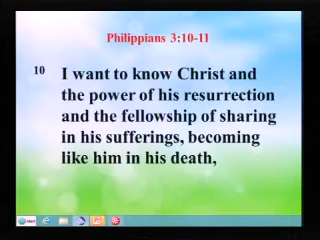 Philippians 3:10-11
10 I want to know Christ and
the power of his resurrection
and the fellowship of sharing
in his sufferings, becoming
like him in his death,
start